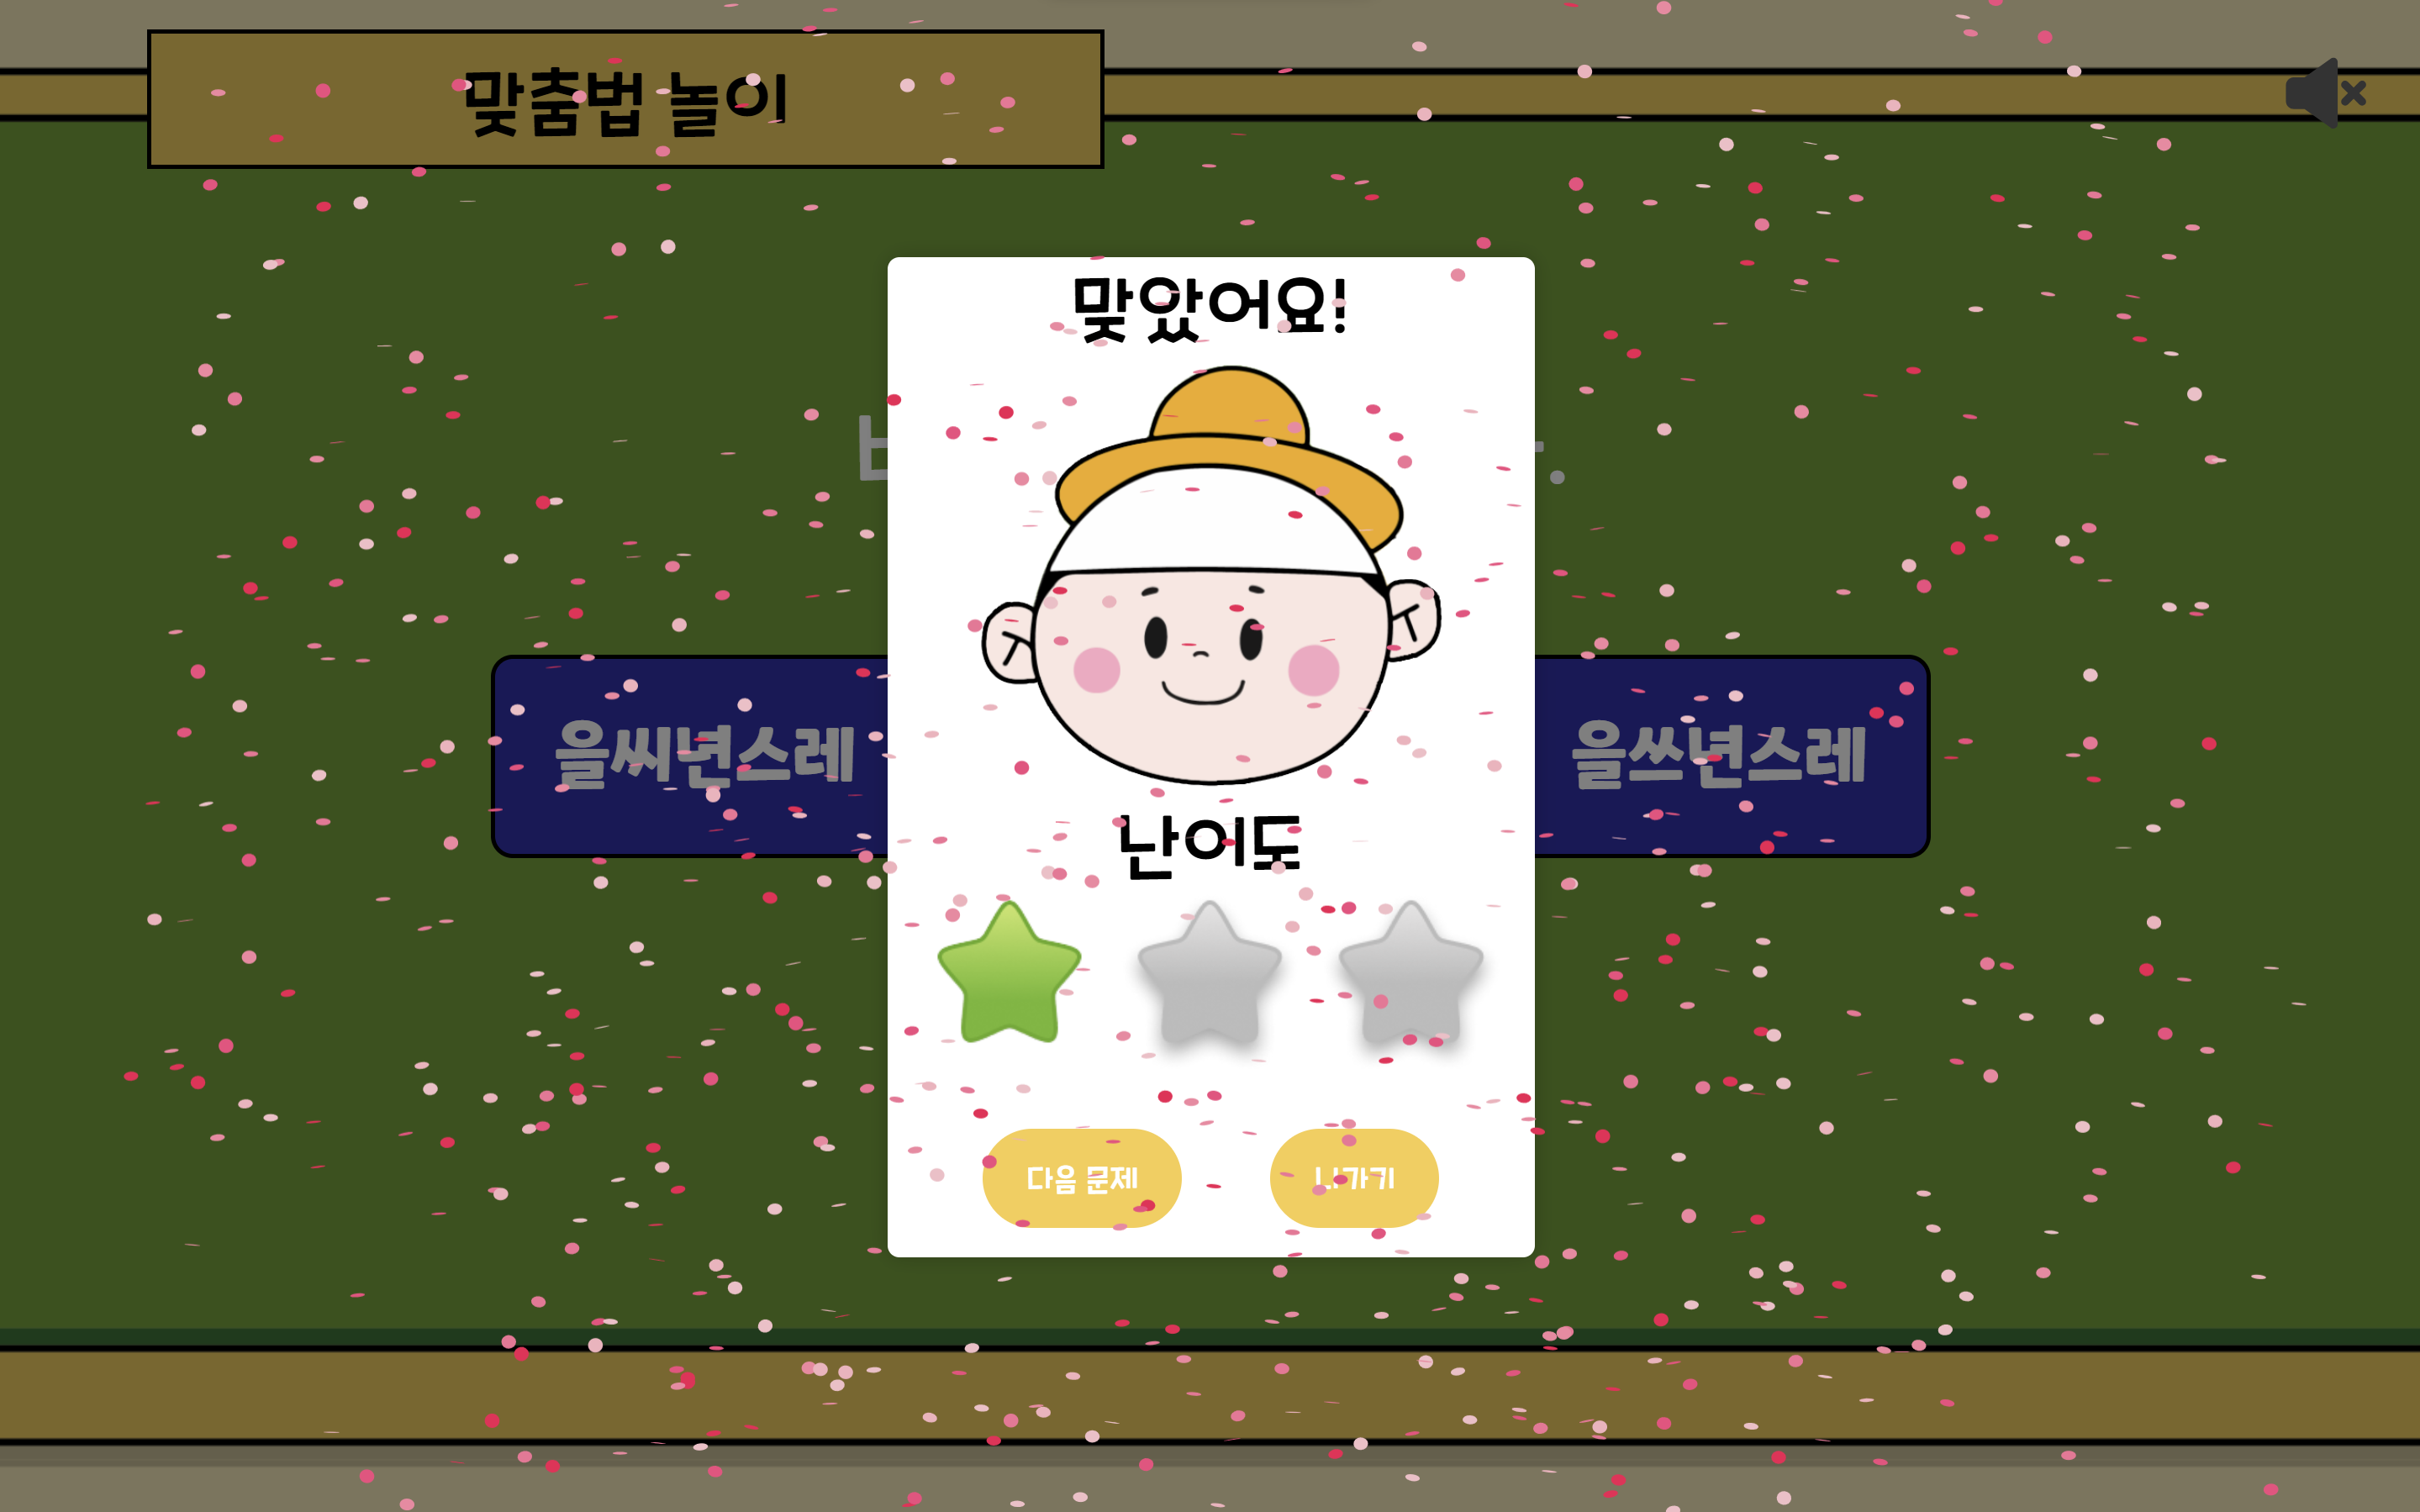 맞춤법 놀이
맞았어요!
을씨년스레
을쓰년스레
난이도
다음 문제
나가기